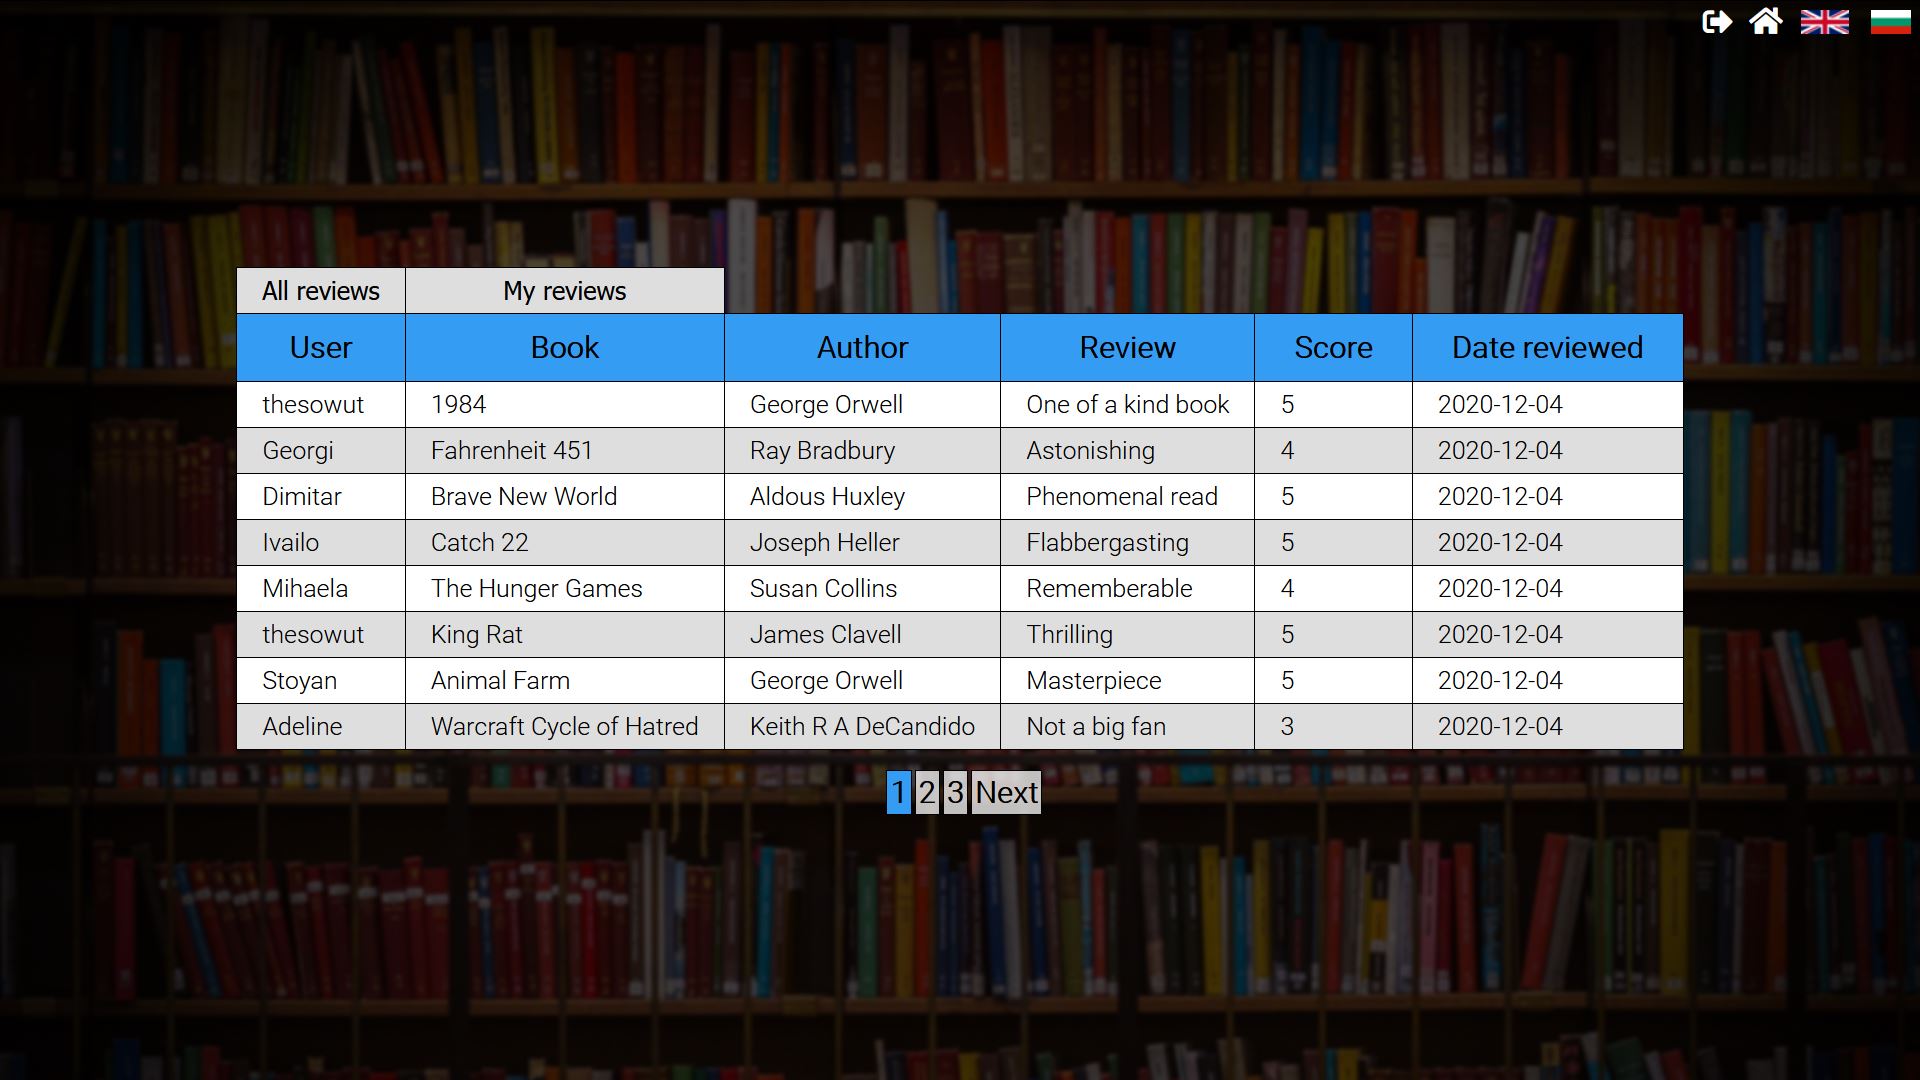 All reviews My reviews
User Book Author Review Score Date reviewed
thesowut 1984 George Orwell One of a kind book 5 2020-12-04
Georgi Fahrenheit 451 Ray Bradbury Astonishing 4 2020-12-04
Dimitar Brave New World Aldous Huxley Phenomenal read 5 2020-12-04
Ivailo Catch 22 Joseph Heller Flabbergasting 5 2020-12-04
Mihaela The Hunger Games Susan Collins Rememberable 4 2020-12-04
thesowut King Rat James Clavell Thrilling 5 2020-12-04
Stoyan Animal Farm George Orwell Masterpiece 5 2020-12-04
Adeline Warcraft Cycle of Hatred Keith R A DeCandido Not a big fan 3 2020-12-04
1 2 3 Next